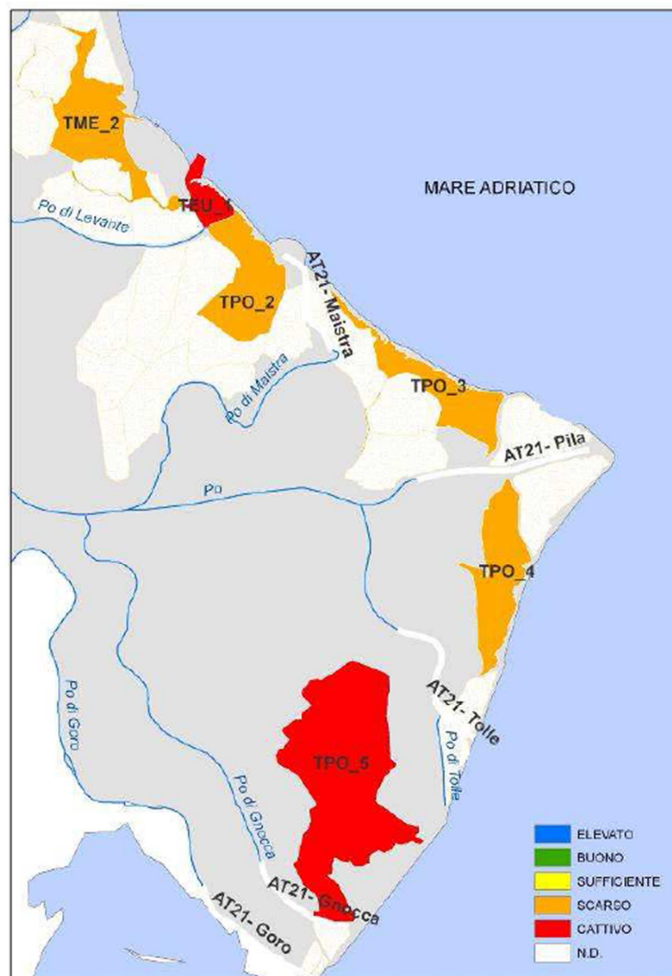 TME_2
MARE ADRIATICO
TEU_1
Po di Levante
AT21- Maistra
TPO_2
Po di Maistra
TPO_3
AT21- Pila
Po
TPO_4
AT21- Tolle
Po di Goro
TPO_5
Po di Tolle
Po di Gnocca
AT21- Gnocca
AT21- Goro
ELEVATO
BUONO
SUFFICIENTE
SCARSO
CATTIVO
N.D.